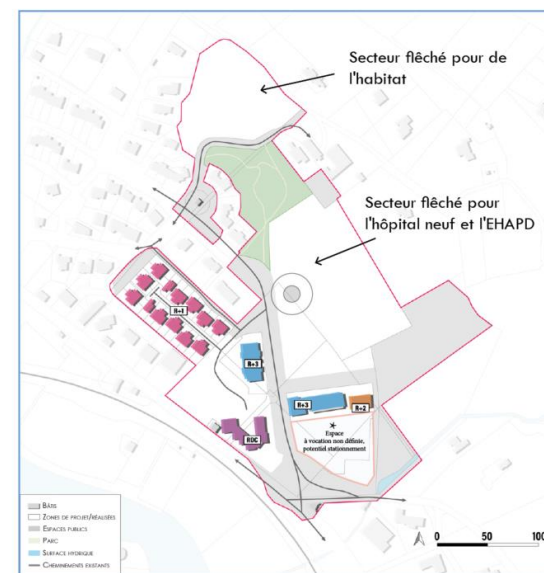 Secteur fléché pour de
l'habitat
Secteur fléché pour
l'hôpital neuf et l'EHAPD
R+1
R+3
R+3
R+2
RDC
Espace
à vocation non définie,
potentiel stationnement
BÂTIS
ZONES DE PROJETS/RÉALISÉES
ESPACES PUBLICS
PARC
SURFACE HYDRIQUE
CHEMINEMENTS EXISTANTS
0 50 100